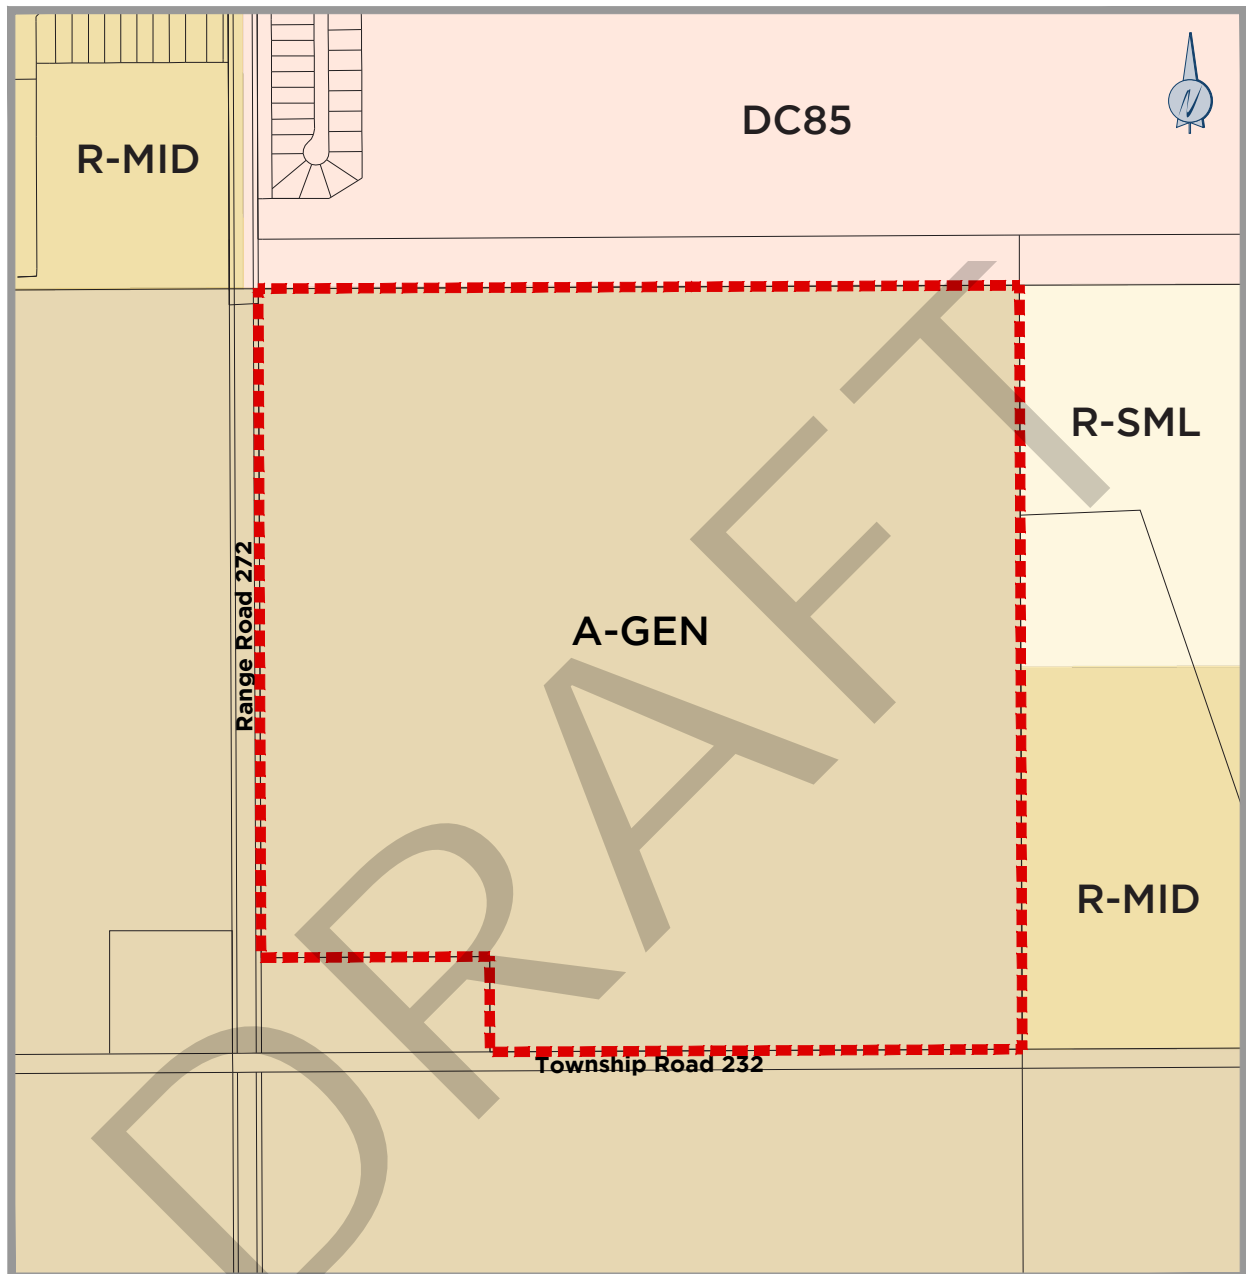 DC85
R-MID
N
R-SML
Range Road 272
A-GEN
R-MID
Township Road 232
DRAFT